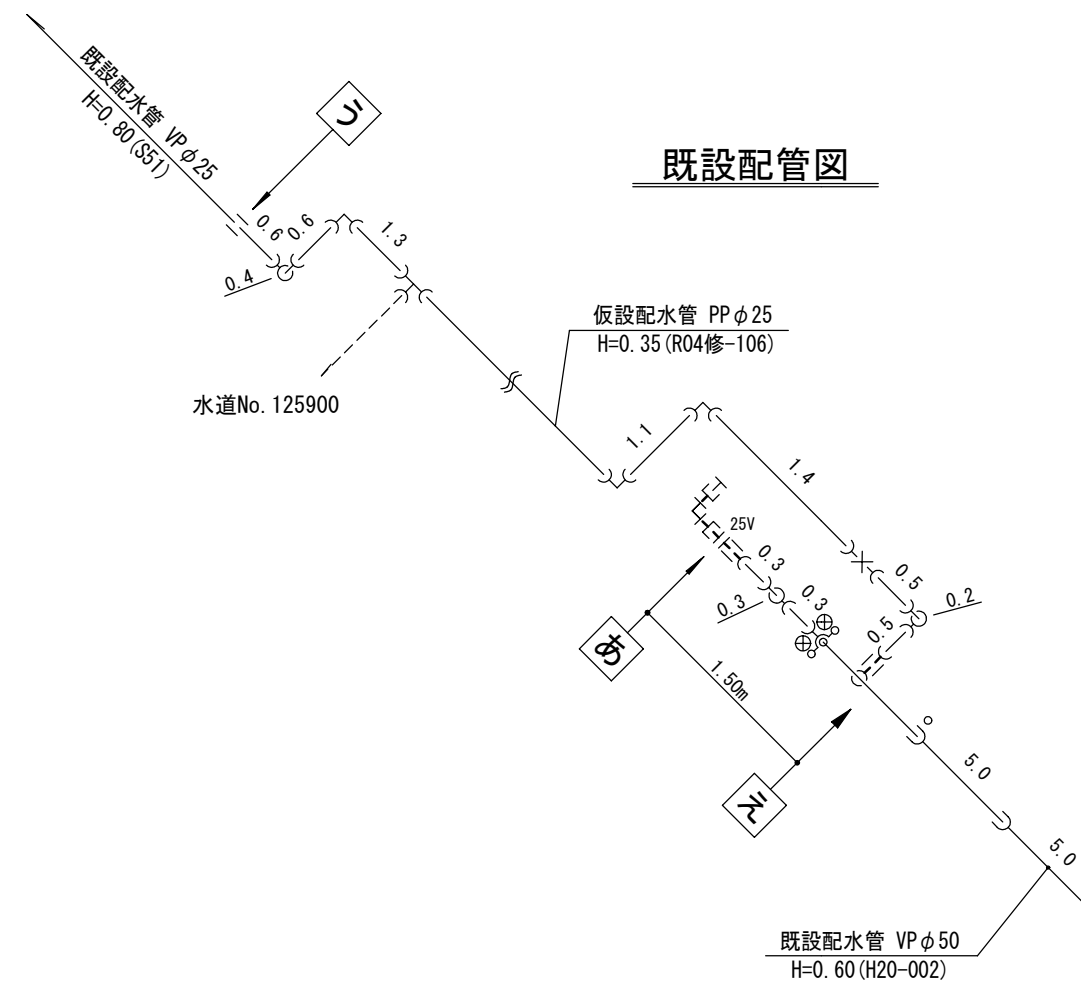 既設配管図
既設配水管 VPφ25
H=0.80(S51)
う
0.6
0.6
0.4
1.3
水道No.125900
仮設配水管 PPφ25
H=0.35(R04修-106)
1.1
1.4
25V
0.3
0.3
0.3
0.5
0.2
0.5
あ
1.50m
え
5.0
5.0
既設配水管 VPφ50
H=0.60(H20-002)